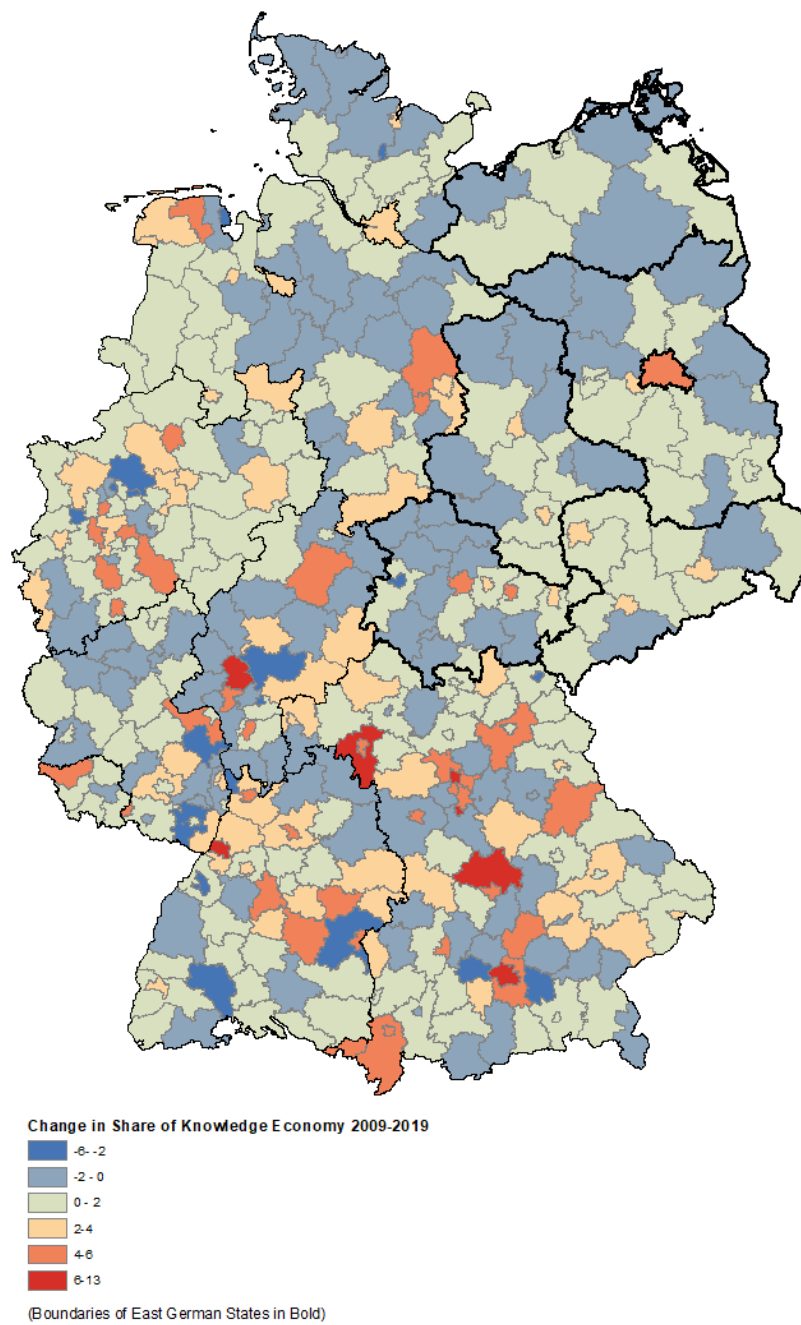 Change in Share of Knowledge Economy 2009-2019
-6- -2
-2 - 0
0 - 2
2-4
4-6
6-13
(Boundaries of East German States in Bold)